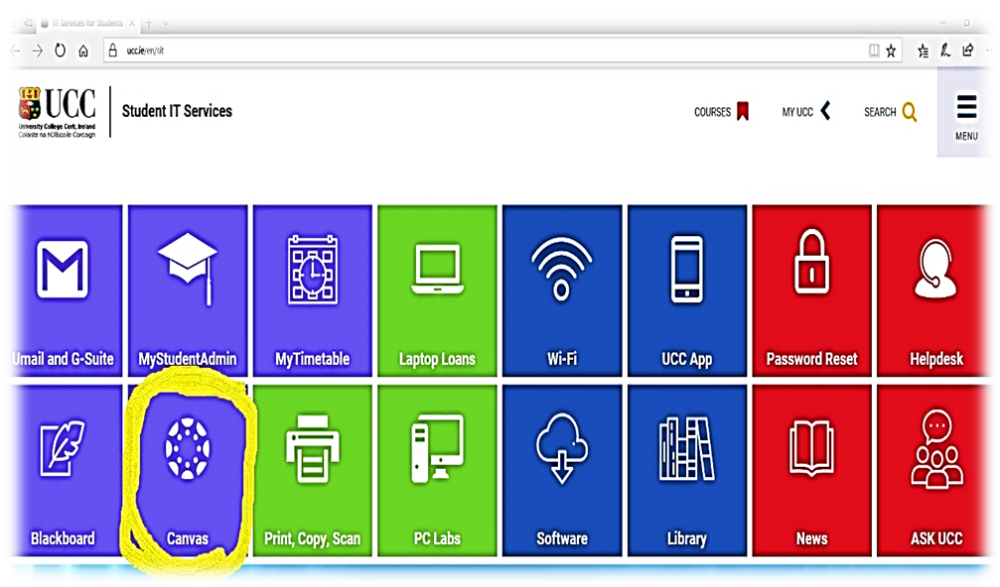 IT Services for Students
ucc.ie/en/sit
UCC
University College Cork, Ireland
Coláiste na hOllscoile Corcaigh
Student IT Services
COURSES
MY UCC
SEARCH
MENU
Umail and G-Suite
MyStudentAdmin
MyTimetable
Laptop Loans
Wi-Fi
UCC App
Password Reset
Helpdesk
Blackboard
Canvas
Print, Copy, Scan
PC Labs
Software
Library
News
ASK UCC